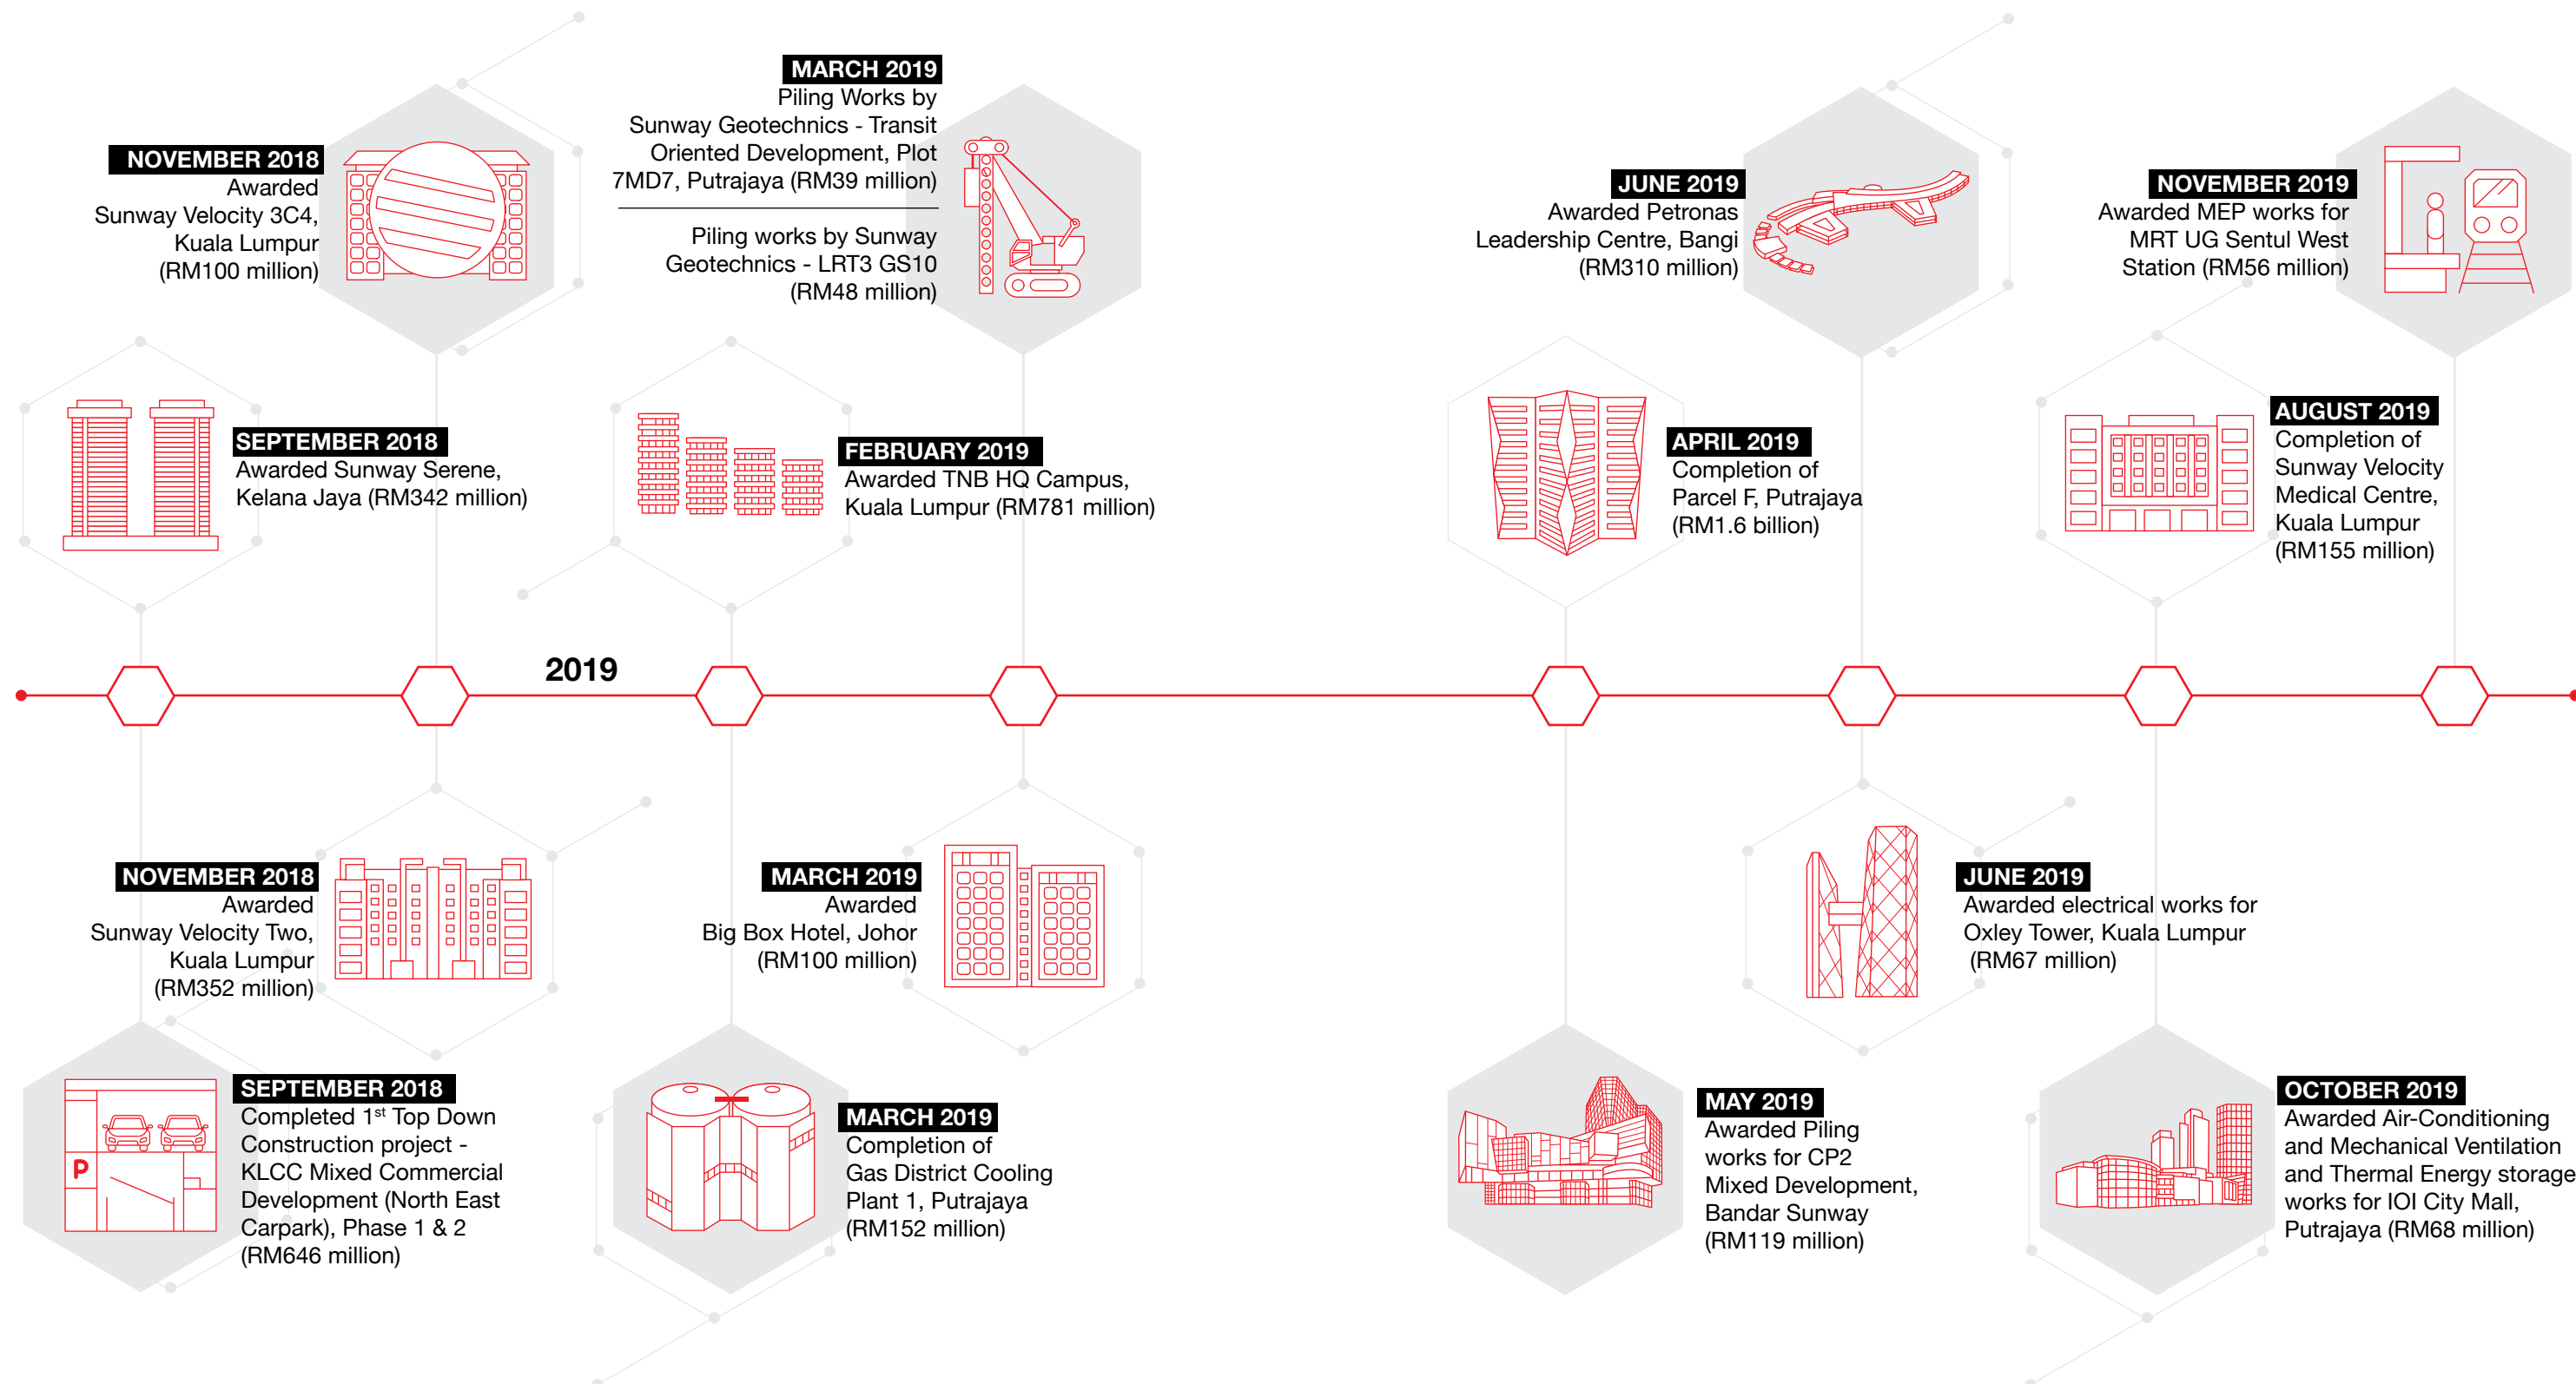 NOVEMBER 2018
Awarded
Sunway Velocity 3C4,
Kuala Lumpur
(RM100 million)
MARCH 2019
Piling Works by
Sunway Geotechnics - Transit
Oriented Development, Plot
7MD7, Putrajaya (RM39 million)
Piling works by Sunway
Geotechnics - LRT3 GS10
(RM48 million)
JUNE 2019
Awarded Petronas
Leadership Centre, Bangi
(RM310 million)
NOVEMBER 2019
Awarded MEP works for
MRT UG Sentul West
Station (RM56 million)
SEPTEMBER 2018
Awarded Sunway Serene,
Kelana Jaya (RM342 million)
FEBRUARY 2019
Awarded TNB HQ Campus,
Kuala Lumpur (RM781 million)
APRIL 2019
Completion of
Parcel F, Putrajaya
(RM1.6 billion)
AUGUST 2019
Completion of
Sunway Velocity
Medical Centre,
Kuala Lumpur
(RM155 million)
2019
NOVEMBER 2018
Awarded
Sunway Velocity Two,
Kuala Lumpur
(RM352 million)
MARCH 2019
Awarded
Big Box Hotel, Johor
(RM100 million)
JUNE 2019
Awarded electrical works for
Oxley Tower, Kuala Lumpur
(RM67 million)
P
SEPTEMBER 2018
Completed 1st Top Down
Construction project -
KLCC Mixed Commercial
Development (North East
Carpark), Phase 1 & 2
(RM646 million)
MARCH 2019
Completion of
Gas District Cooling
Plant 1, Putrajaya
(RM152 million)
MAY 2019
Awarded Piling
works for CP2
Mixed Development,
Bandar Sunway
(RM119 million)
OCTOBER 2019
Awarded Air-Conditioning
and Mechanical Ventilation
and Thermal Energy storage
works for IOI City Mall,
Putrajaya (RM68 million)